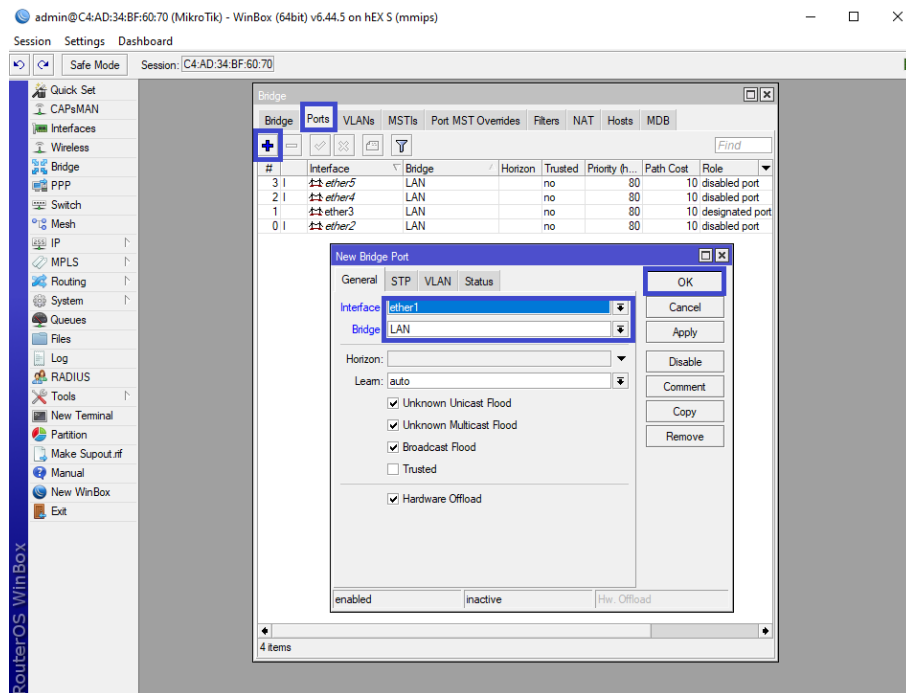 admin@C4:AD:34:BF:60:70 (MikroTik) - WinBox (64bit) v6.44.5 on hEX S (mmips)
Session Settings Dashboard
Safe Mode Session: C4:AD:34:BF:60:70
Quick Set
CAPsMAN
Interfaces
Wireless
Bridge
PPP
Switch
Mesh
IP
MPLS
Routing
System
Queues
Files
Log
RADIUS
Tools
New Terminal
Partition
Make Supout.rif
Manual
New WinBox
Exit
RouterOS WinBox
Bridge
Bridge Ports VLANs MSTIs Port MST Overrides Filters NAT Hosts MDB
Find
# Interface Bridge Horizon Trusted Priority (h... Path Cost Role
3 I ether5 LAN no 80 10 disabled port
2 I ether4 LAN no 80 10 disabled port
1 ether3 LAN no 80 10 designated port
0 I ether2 LAN no 80 10 disabled port
New Bridge Port
General STP VLAN Status
Interface ether1
Bridge LAN
Horizon:
Learn: auto
Unknown Unicast Flood
Unknown Multicast Flood
Broadcast Flood
Trusted
Hardware Offload
OK
Cancel
Apply
Disable
Comment
Copy
Remove
enabled inactive Hw. Offload
4 items